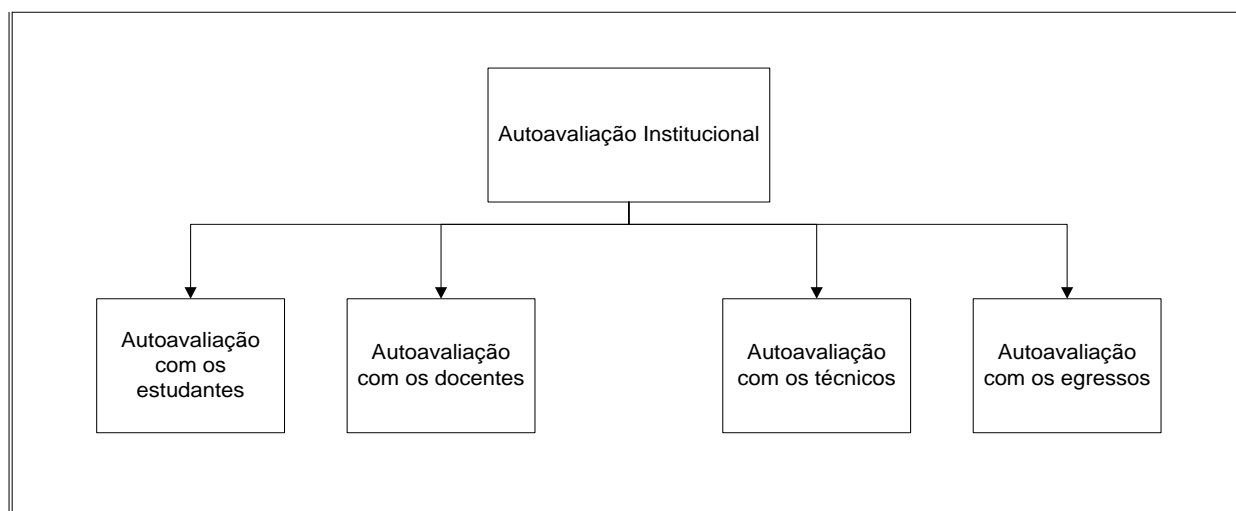 Autoavaliação Institucional
Autoavaliação
com os
estudantes
Autoavaliação
com os docentes
Autoavaliação
com os técnicos
Autoavaliação
com os egressos